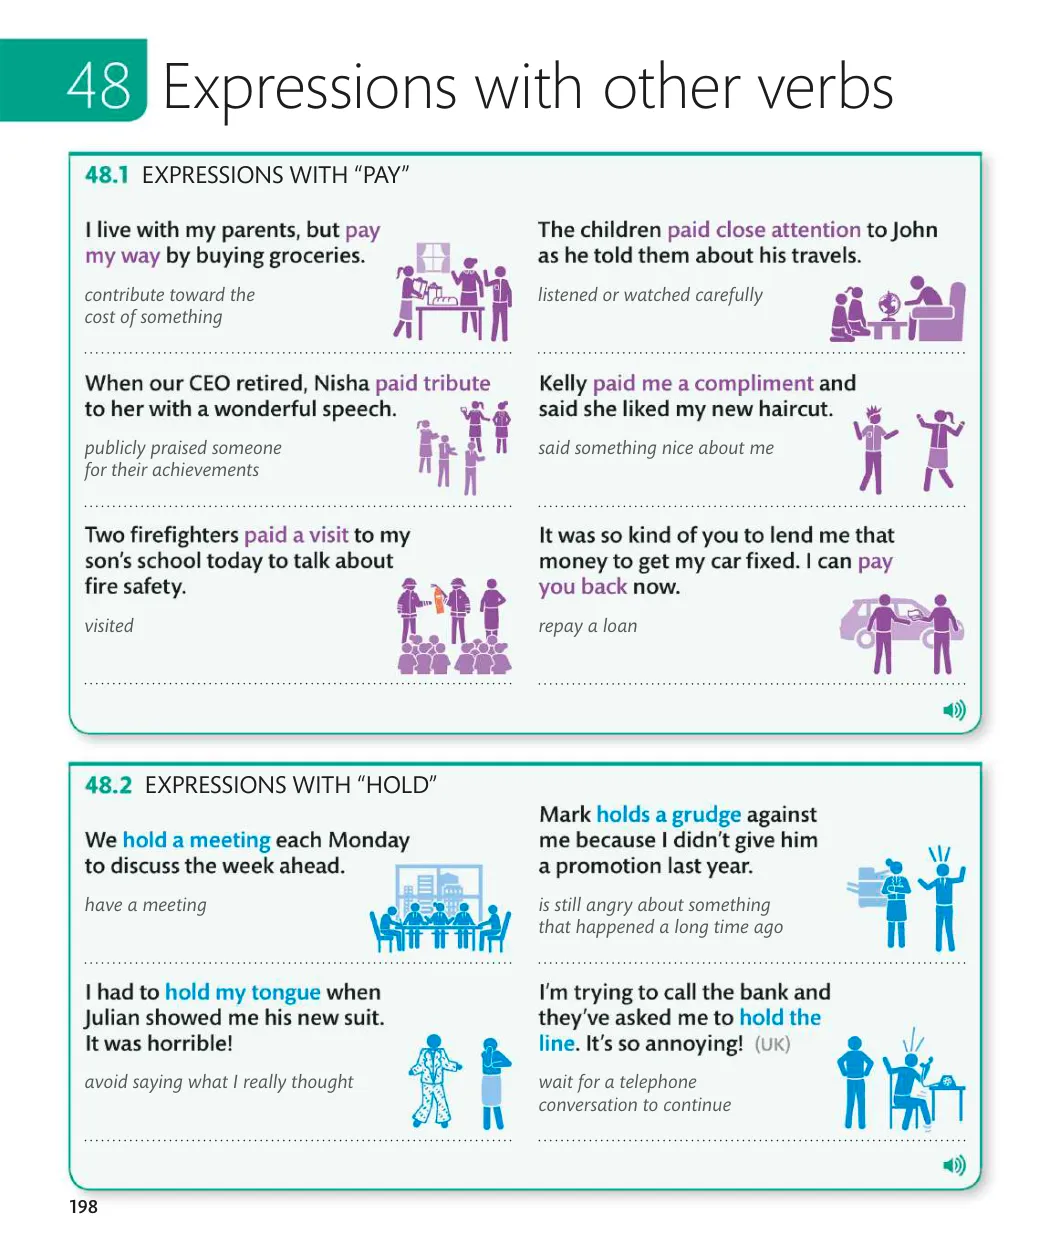 48 Expressions with other verbs
48.1 EXPRESSIONS WITH “PAY”
I live with my parents, but pay
my way by buying groceries.
contribute toward the
cost of something
The children paid close attention to John
as he told them about his travels.
listened or watched carefully
When our CEO retired, Nisha paid tribute
to her with a wonderful speech.
publicly praised someone
for their achievements
Kelly paid me a compliment and
said she liked my new haircut.
said something nice about me
Two firefighters paid a visit to my
son’s school today to talk about
fire safety.
visited
It was so kind of you to lend me that
money to get my car fixed. I can pay
you back now.
repay a loan
48.2 EXPRESSIONS WITH “HOLD”
We hold a meeting each Monday
to discuss the week ahead.
have a meeting
Mark holds a grudge against
me because I didn’t give him
a promotion last year.
is still angry about something
that happened a long time ago
I had to hold my tongue when
Julian showed me his new suit.
It was horrible!
avoid saying what I really thought
I’m trying to call the bank and
they’ve asked me to hold the
line. It’s so annoying! (UK)
wait for a telephone
conversation to continue
198